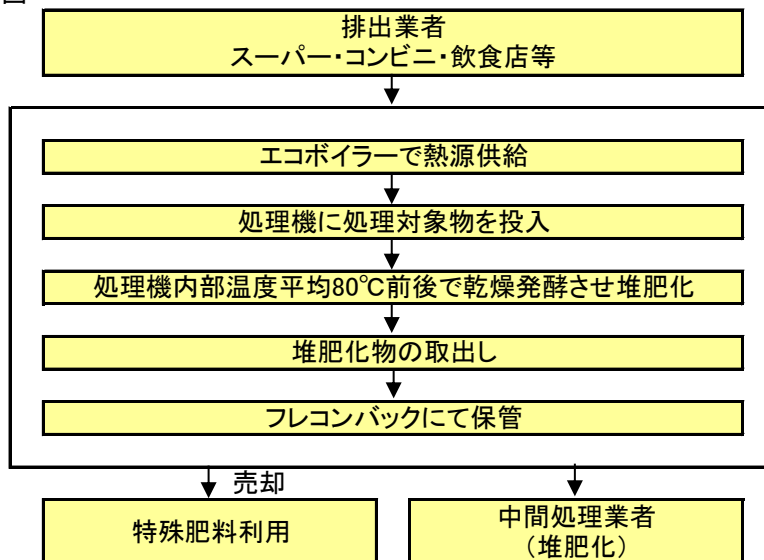 排出業者
スーパー・コンビニ・飲食店等
エコボイラーで熱源供給
処理機に処理対象物を投入
処理機内部温度平均80℃前後で乾燥発酵させ堆肥化
堆肥化物の取出し
フレコンバックにて保管
売却
特殊肥料利用
中間処理業者
（堆肥化）